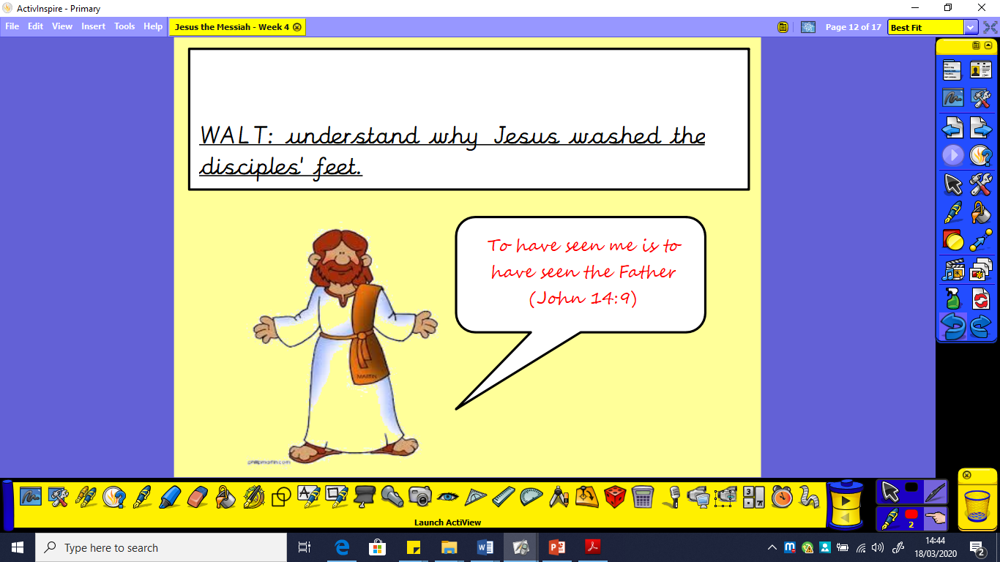 ActivInspire - Primary
File Edit View Insert Tools Help
Jesus the Messiah - Week 4
Page 12 of 17
Best Fit
WALT: understand why Jesus washed the
disciples' feet.
To have seen me is to
have seen the Father
(John 14:9)
MARTIN
phillipmartin.com
Launch ActiView
2
Type here to search
14:44
18/03/2020
2